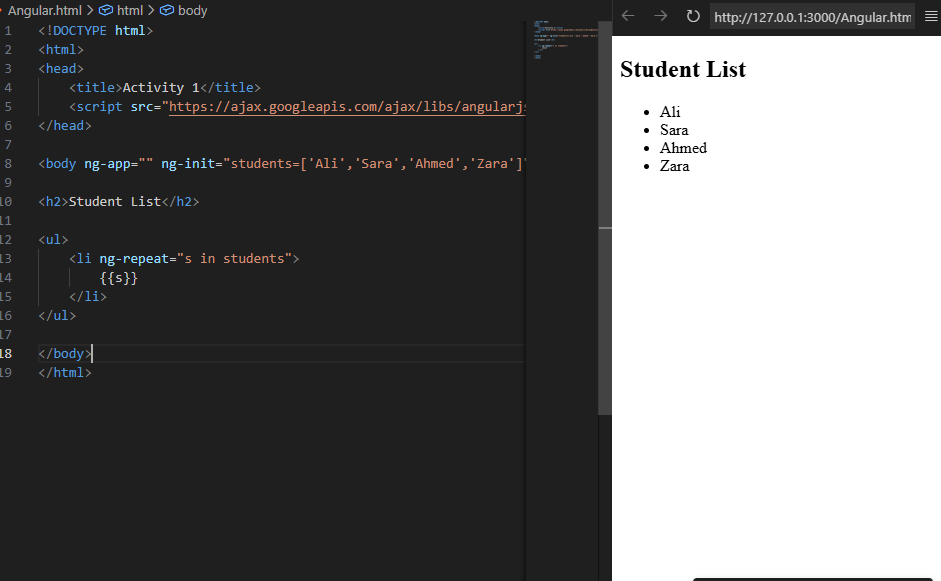 Angular.html > html > body
1 <!DOCTYPE html>
2 <html>
3 <head>
4 <title>Activity 1</title>
5 <script src="https://ajax.googleapis.com/ajax/libs/angularjs
6 </head>
7
8 <body ng-app="" ng-init="students=['Ali','Sara','Ahmed','Zara']"
9
10 <h2>Student List</h2>
11
12 <ul>
13 <li ng-repeat="s in students">
14 {{s}}
15 </li>
16 </ul>
17
18 </body>
19 </html>
http://127.0.0.1:3000/Angular.htm
Student List
• Ali
• Sara
• Ahmed
• Zara